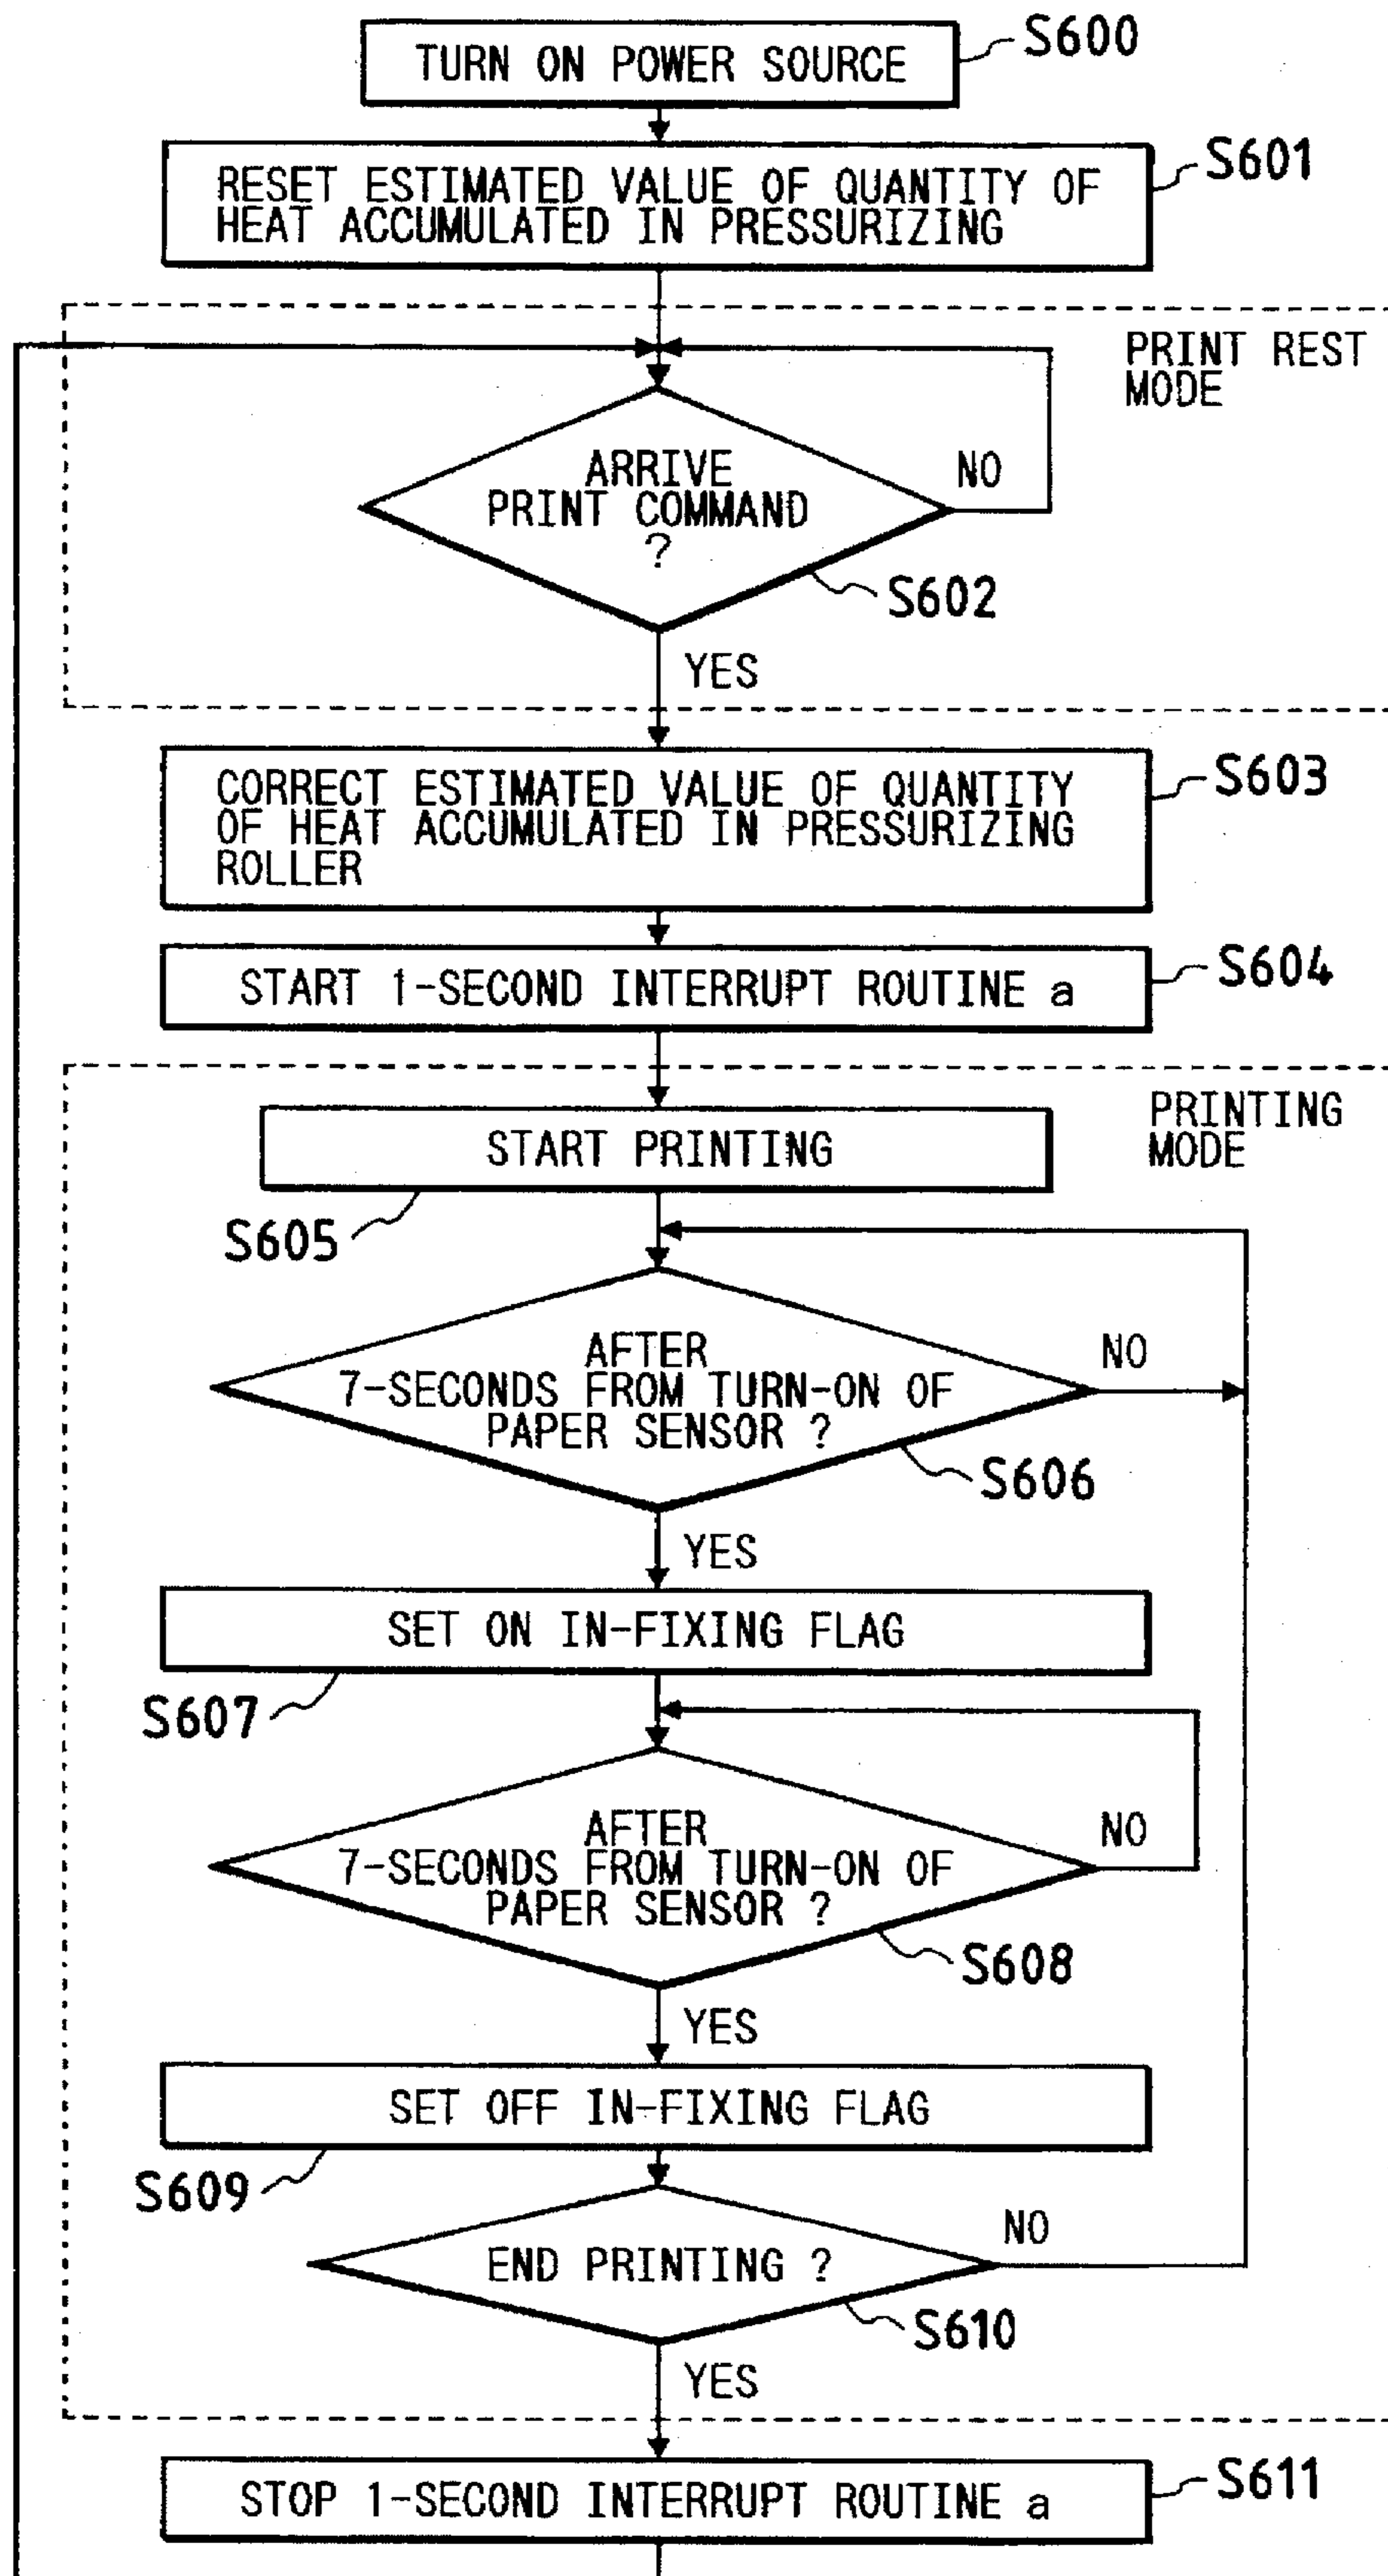 TURN ON POWER SOURCE
S600
RESET ESTIMATED VALUE OF QUANTITY OF
HEAT ACCUMULATED IN PRESSURIZING
S601
PRINT REST
MODE
ARRIVE
PRINT COMMAND
?
NO
S602
YES
CORRECT ESTIMATED VALUE OF QUANTITY
OF HEAT ACCUMULATED IN PRESSURIZING
ROLLER
S603
START 1-SECOND INTERRUPT ROUTINE a
S604
PRINTING
MODE
START PRINTING
S605
AFTER
7-SECONDS FROM TURN-ON OF
PAPER SENSOR ?
NO
S606
YES
SET ON IN-FIXING FLAG
S607
AFTER
7-SECONDS FROM TURN-ON OF
PAPER SENSOR ?
NO
S608
YES
SET OFF IN-FIXING FLAG
S609
END PRINTING ?
NO
S610
YES
STOP 1-SECOND INTERRUPT ROUTINE a
S611